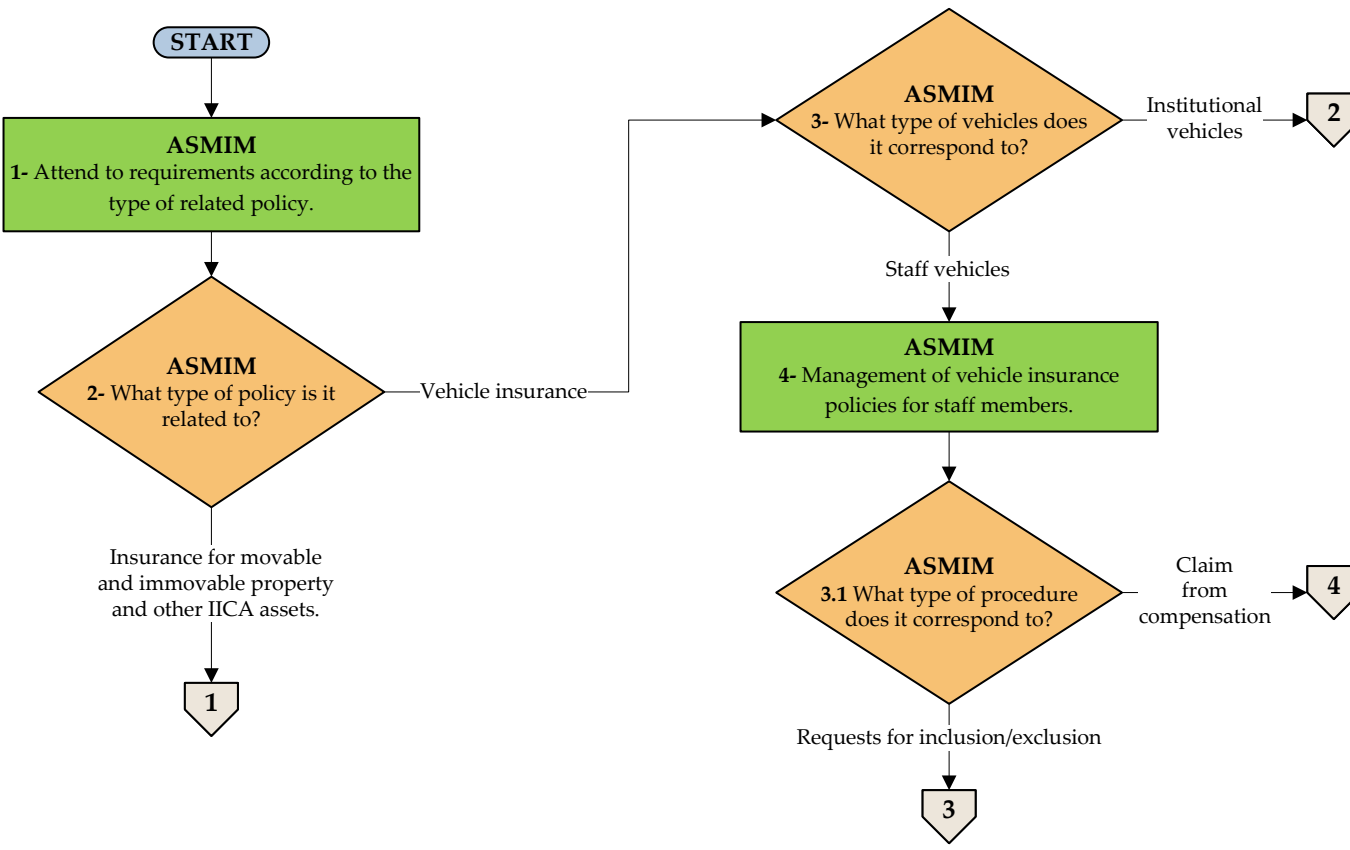 START
ASMIM
1- Attend to requirements according to the
type of related policy.
ASMIM
2- What type of policy is it
related to?
Vehicle insurance
Insurance for movable
and immovable property
and other IICA assets.
1
ASMIM
3- What type of vehicles does
it correspond to?
Institutional
vehicles
2
Staff vehicles
ASMIM
4- Management of vehicle insurance
policies for staff members.
ASMIM
3.1 What type of procedure
does it correspond to?
Claim
from
compensation
4
Requests for inclusion/exclusion
3